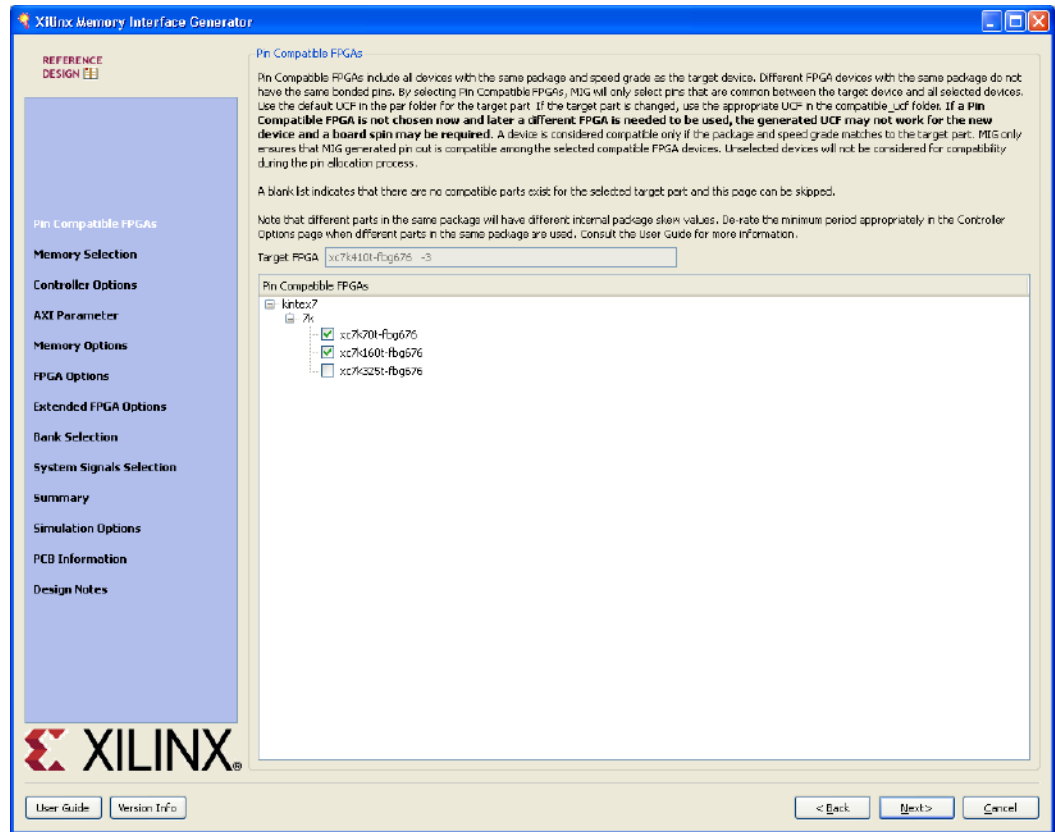 Xilinx Memory Interface Generator
REFERENCE
DESIGN
Pin Compatible FPGAs
Memory Selection
Controller Options
AXI Parameter
Memory Options
FPGA Options
Extended FPGA Options
Bank Selection
System Signals Selection
Summary
Simulation Options
PCB Information
Design Notes
XILINX®
Pin Compatible FPGAs
Pin Compatible FPGAs include all devices with the same package and speed grade as the target device. Different FPGA devices with the same package do not
have the same bonded pins. By selecting Pin Compatible FPGAs, MIG will only select pins that are common between the target device and all selected devices.
Use the default UCF in the par folder for the target part. If the target part is changed, use the appropriate UCF in the compatible_ucf folder. If a Pin
Compatible FPGA is not chosen now and later a different FPGA is needed to be used, the generated UCF may not work for the new
device and a board spin may be required. A device is considered compatible only if the package and speed grade matches to the target part. MIG only
ensures that MIG generated pin out is compatible among the selected compatible FPGA devices. Unselected devices will not be considered for compatibility
during the pin allocation process.
A blank list indicates that there are no compatible parts exist for the selected target part and this page can be skipped.
Note that different parts in the same package will have different internal package skew values. De-rate the minimum period appropriately in the Controller
Options page when different parts in the same package are used. Consult the User Guide for more information.
Target FPGA xc7k410t-fbg676 -3
Pin Compatible FPGAs
kintex7
7k
xc7k70t-fbg676
xc7k160t-fbg676
xc7k325t-fbg676
User Guide Version Info < Back Next> Cancel